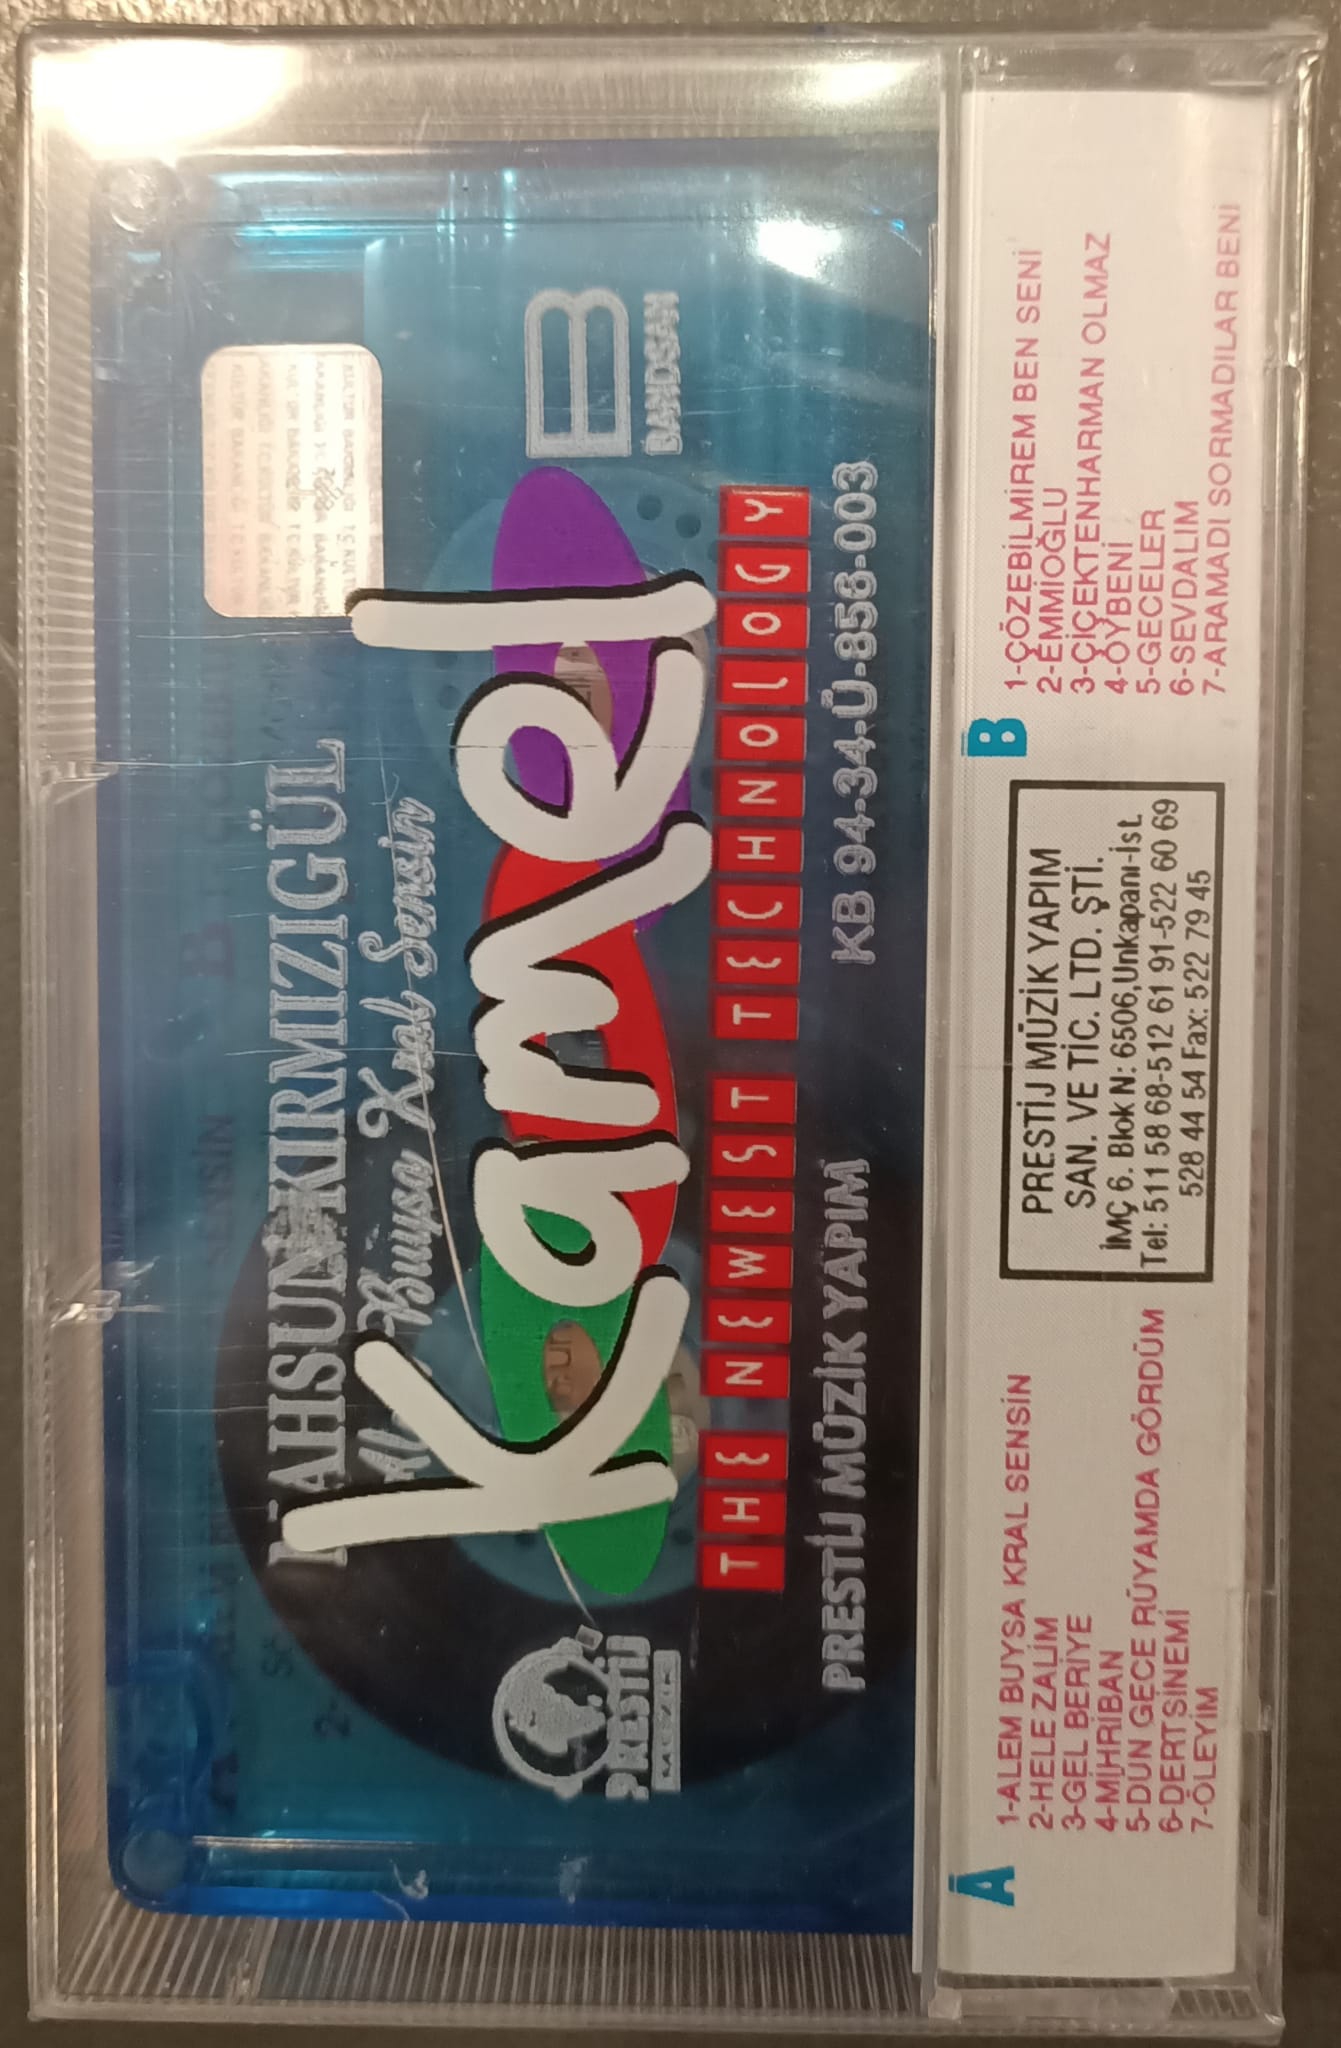 MAHSUN KIRMIZIGÜL
Alem Buysa Kral Sensin
B
BANDSAN
Kamel
PRESTİJ
MÜZİK
THE NEWEST TECHNOLOGY
PRESTİJ MÜZİK YAPIM
KB 94-34-Ü-856-003
A
1-ALEM BUYSA KRAL SENSİN
2-HELE ZALİM
3-GEL BERİYE
4-MİHRİBAN
5-DÜN GECE RÜYAMDA GÖRDÜM
6-DERT SİNEMİ
7-ÖLEYİM
PRESTİJ MÜZİK YAPIM
SAN. VE TİC. LTD. ŞTİ.
İMÇ 6. Blok N: 6506,Unkapanı-İst.
Tel: 511 58 68-512 61 91-522 60 69
528 44 54 Fax: 522 79 45
B
1-ÇÖZEBİLMİREM BEN SENİ
2-EMMİOĞLU
3-ÇİÇEKTENHARMAN OLMAZ
4-OYBENİ
5-GECELER
6-SEVDALIM
7-ARAMADI SORMADILAR BENİ